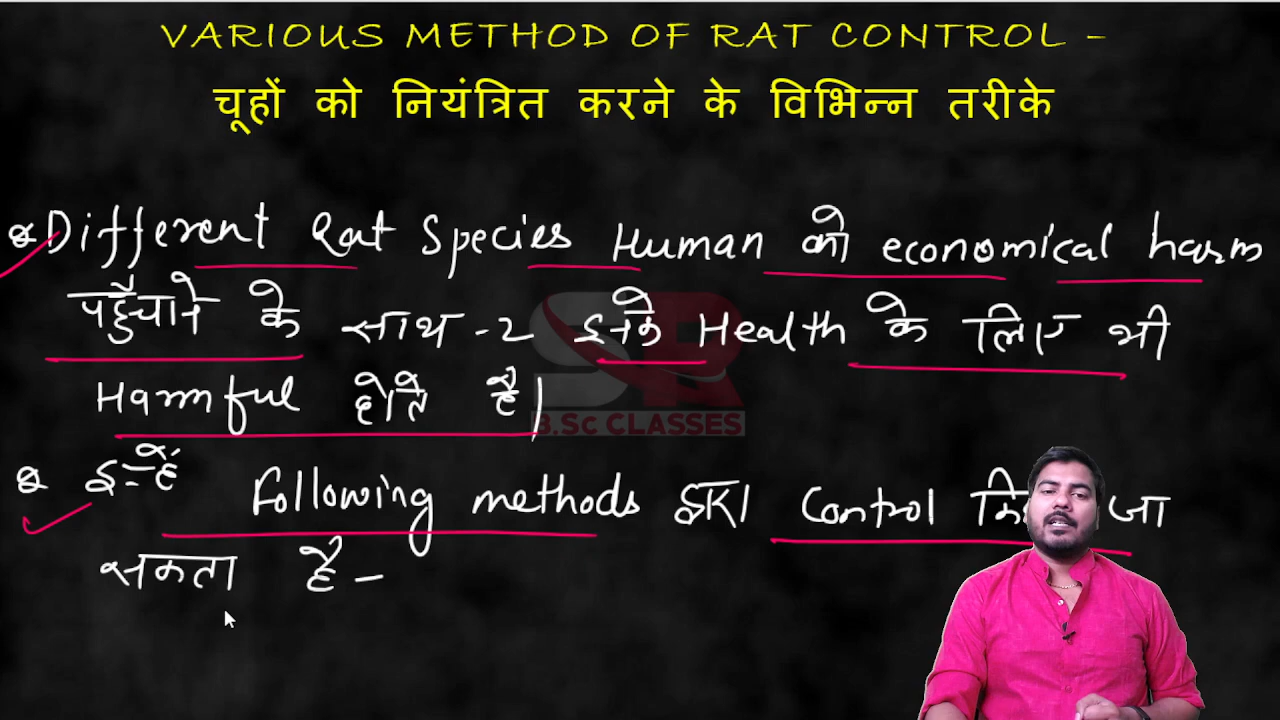 VARIOUS METHOD OF RAT CONTROL -
चूहों को नियंत्रित करने के विभिन्न तरीके
Different Rat Species Human को economical harm
पहुँचाने के साथ -2 इनके Health के लिए भी
Harmful होते हैं।
इन्हें Following methods द्वारा Control जा
सकता है -
SR
B.Sc CLASSES